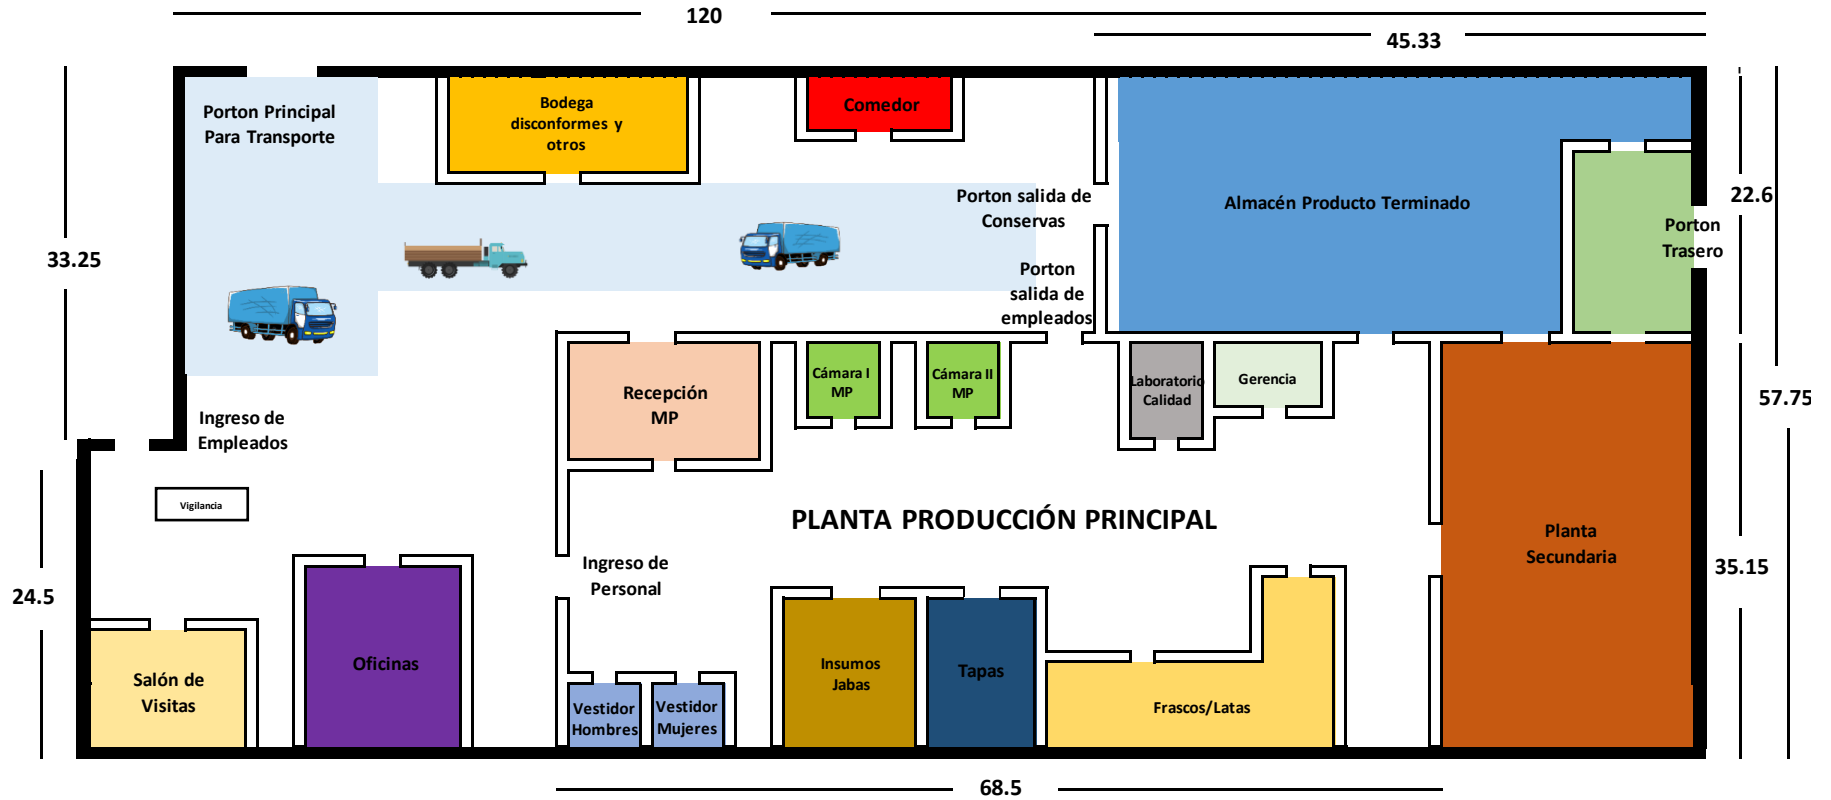 120
45.33
Porton Principal
Para Transporte
Bodega
disconformes y
otros
Comedor
Porton salida de
Conservas
Almacén Producto Terminado
22.6
Porton
Trasero
33.25
Porton
salida de
empleados
Recepción
MP
Cámara I
MP
Cámara II
MP
Laboratorio
Calidad
Gerencia
57.75
Ingreso de
Empleados
Vigilancia
PLANTA PRODUCCIÓN PRINCIPAL
Planta
Secundaria
35.15
Ingreso de
Personal
24.5
Salón de
Visitas
Oficinas
Vestidor
Hombres
Vestidor
Mujeres
Insumos
Jabas
Tapas
Frascos/Latas
68.5